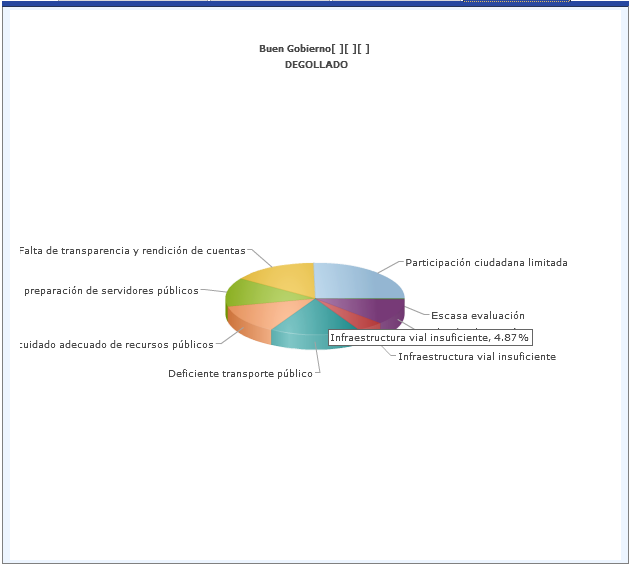 Buen Gobierno[ ][ ][ ]
DEGOLLADO
Falta de transparencia y rendición de cuentas
Participación ciudadana limitada
preparación de servidores públicos
Escasa evaluación
Infraestructura vial insuficiente, 4.87%
cuidado adecuado de recursos públicos
Infraestructura vial insuficiente
Deficiente transporte público